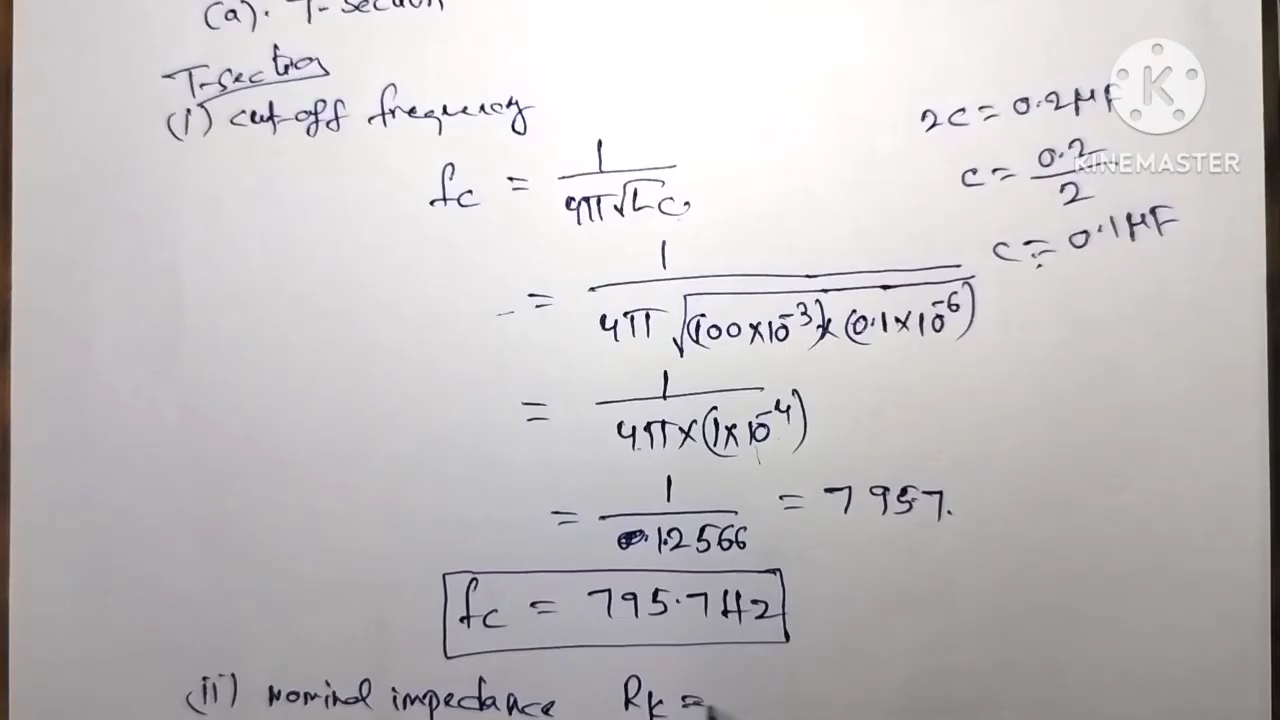 (a). T-section
T-section
(i) cut-off frequency
2C = 0.2μF
K
KINEMASTER
fc = 1 / 4π√LC
C = 0.2 / 2
C = 0.1μF
= 1 / 4π √(100×10⁻³)×(0.1×10⁻⁶)
= 1 / 4π×(1×10⁻⁴)
= 1 / 1.2566 = 7957.
fc = 795.7Hz
(ii) nominal impedance Rk =